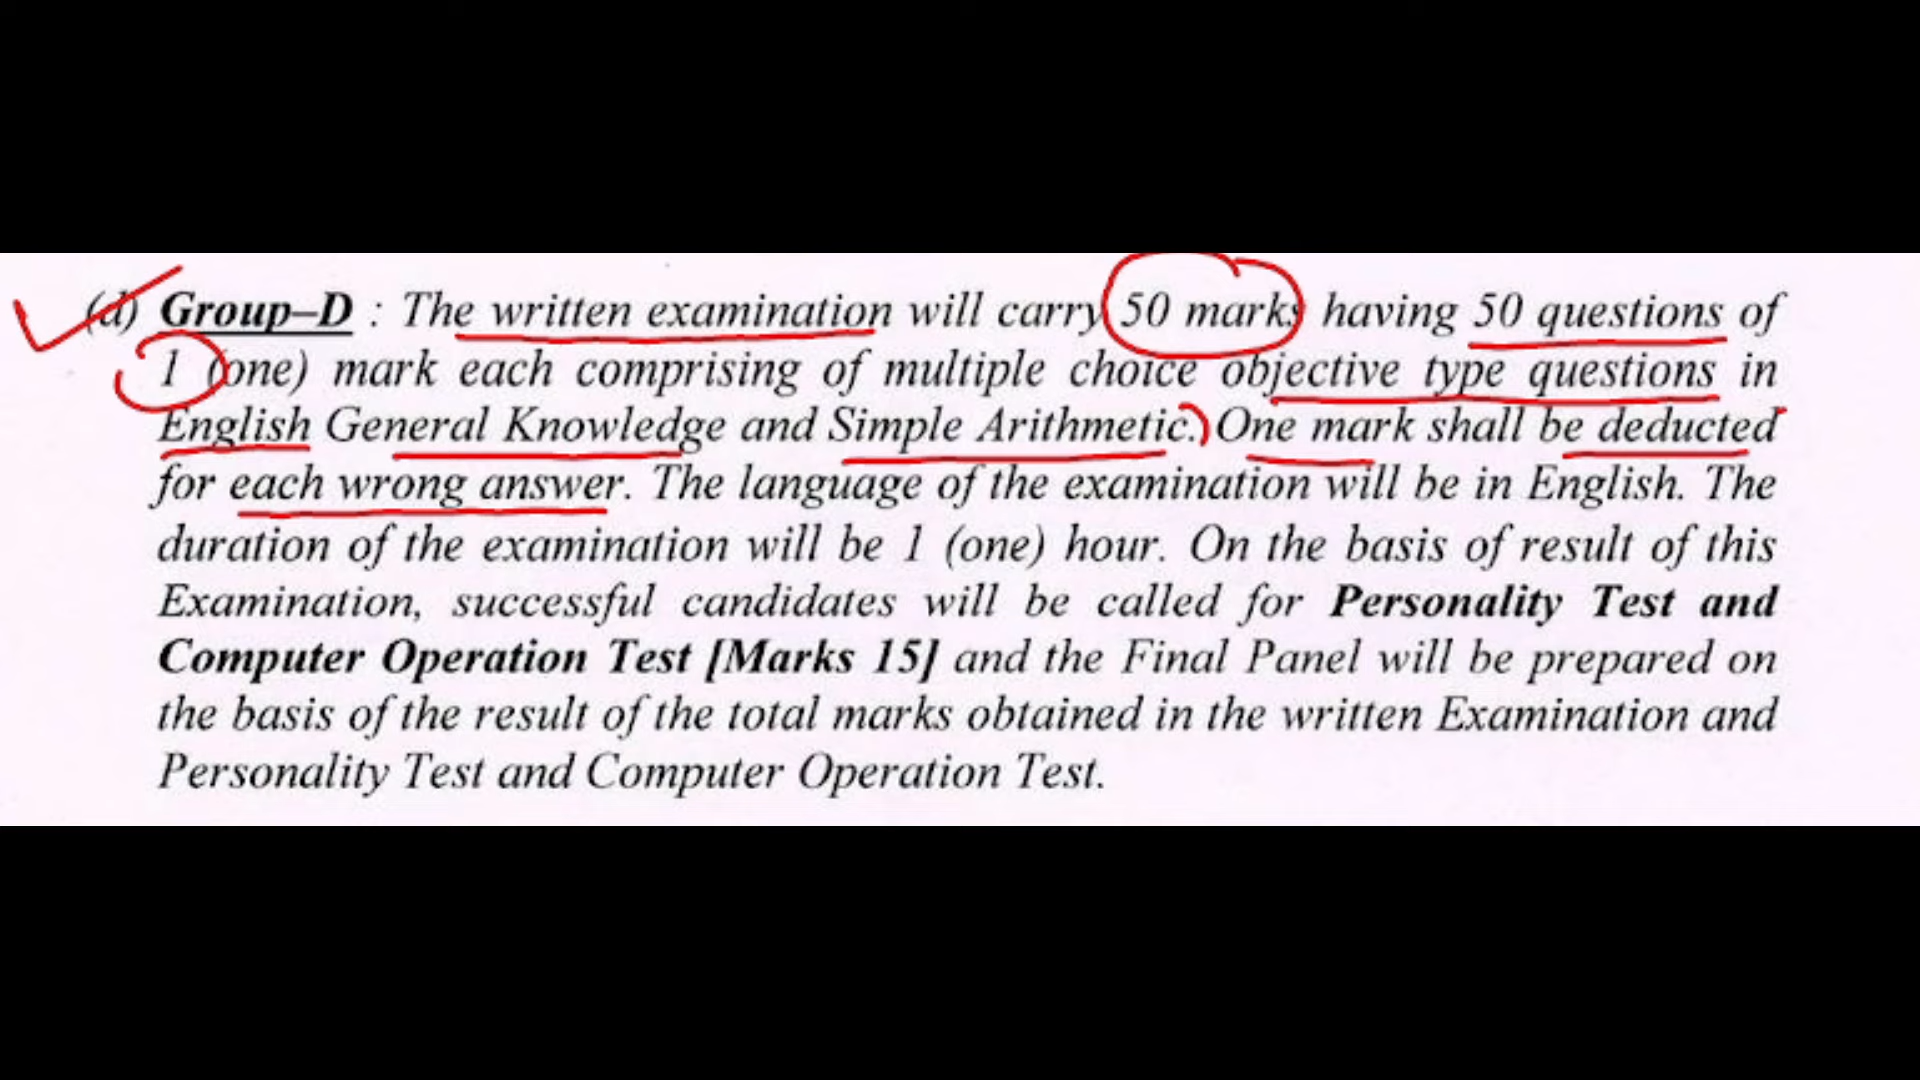 (d) Group–D : The written examination will carry 50 marks having 50 questions of
1 (one) mark each comprising of multiple choice objective type questions in
English General Knowledge and Simple Arithmetic. One mark shall be deducted
for each wrong answer. The language of the examination will be in English. The
duration of the examination will be 1 (one) hour. On the basis of result of this
Examination, successful candidates will be called for Personality Test and
Computer Operation Test [Marks 15] and the Final Panel will be prepared on
the basis of the result of the total marks obtained in the written Examination and
Personality Test and Computer Operation Test.